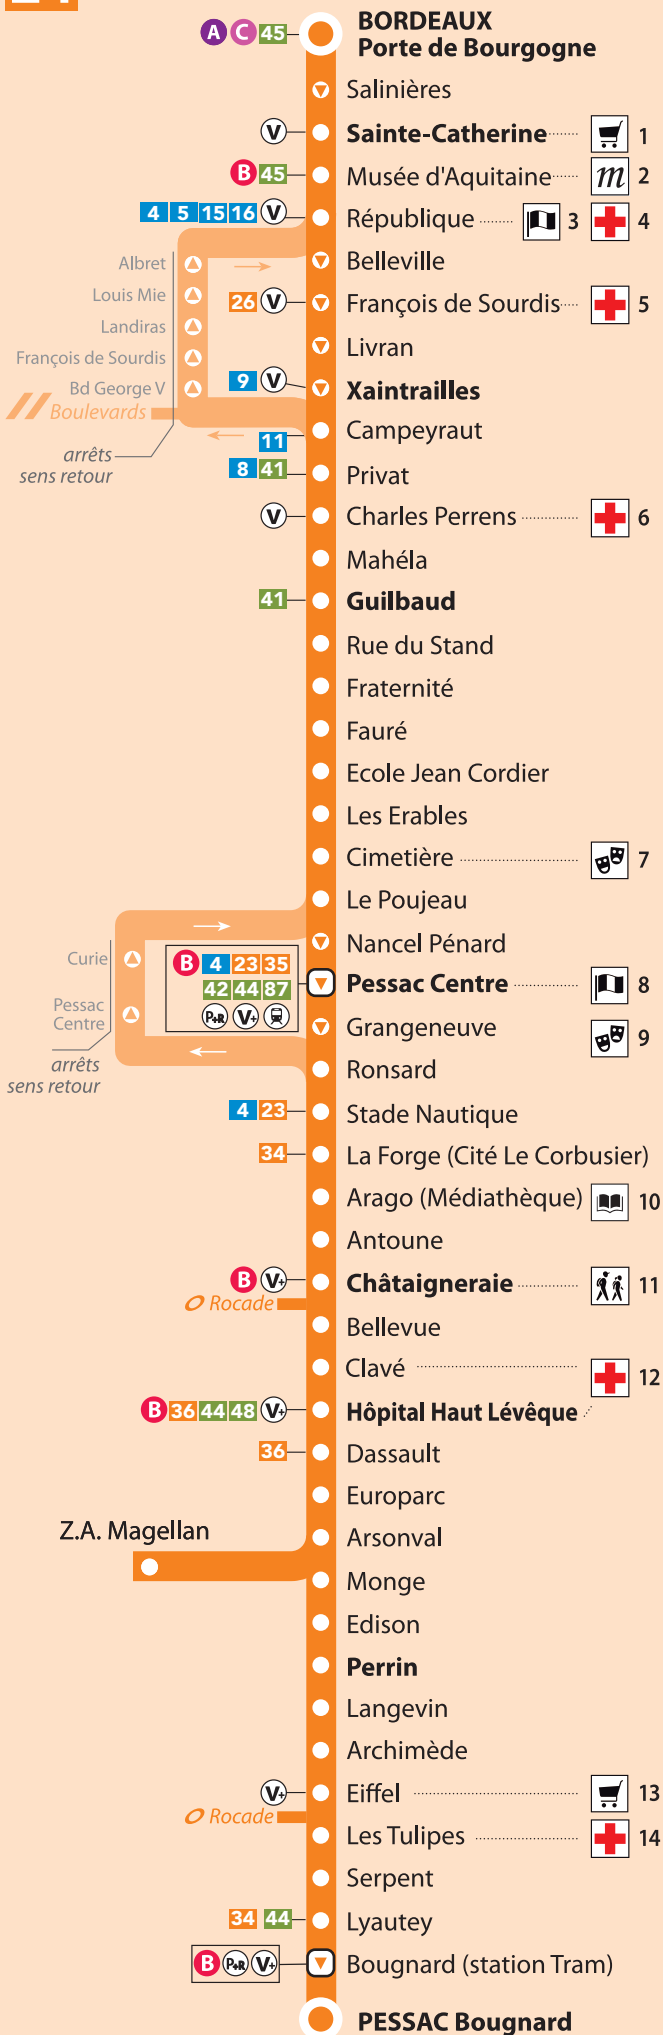 A C 45 BORDEAUX
Porte de Bourgogne
Salinières
V Sainte-Catherine 1
B 45 Musée d'Aquitaine m 2
4 5 15 16 V République 3 4
Albret
Belleville
Louis Mie
26 V François de Sourdis 5
Landiras
Livran
François de Sourdis
Bd George V
9 V Xaintrailles
Boulevards
11 Campeyraut
arrêts
sens retour
8 41 Privat
V Charles Perrens 6
Mahéla
41 Guilbaud
Rue du Stand
Fraternité
Fauré
Ecole Jean Cordier
Les Erables
Cimetière 7
Le Poujeau
Curie
Nancel Pénard
B 4 23 35
42 44 87
P+R V+
Pessac Centre 8
Pessac
Centre
Grangeneuve 9
arrêts
sens retour
Ronsard
4 23 Stade Nautique
34 La Forge (Cité Le Corbusier)
Arago (Médiathèque) 10
Antoune
B V+ Châtaigneraie 11
Rocade
Bellevue
Clavé 12
B 36 44 48 V+ Hôpital Haut Lévêque
36 Dassault
Europarc
Z.A. Magellan
Arsonval
Monge
Edison
Perrin
Langevin
Archimède
V+ Eiffel 13
Rocade
Les Tulipes 14
Serpent
34 44 Lyautey
B P+R V+ Bougnard (station Tram)
PESSAC Bougnard